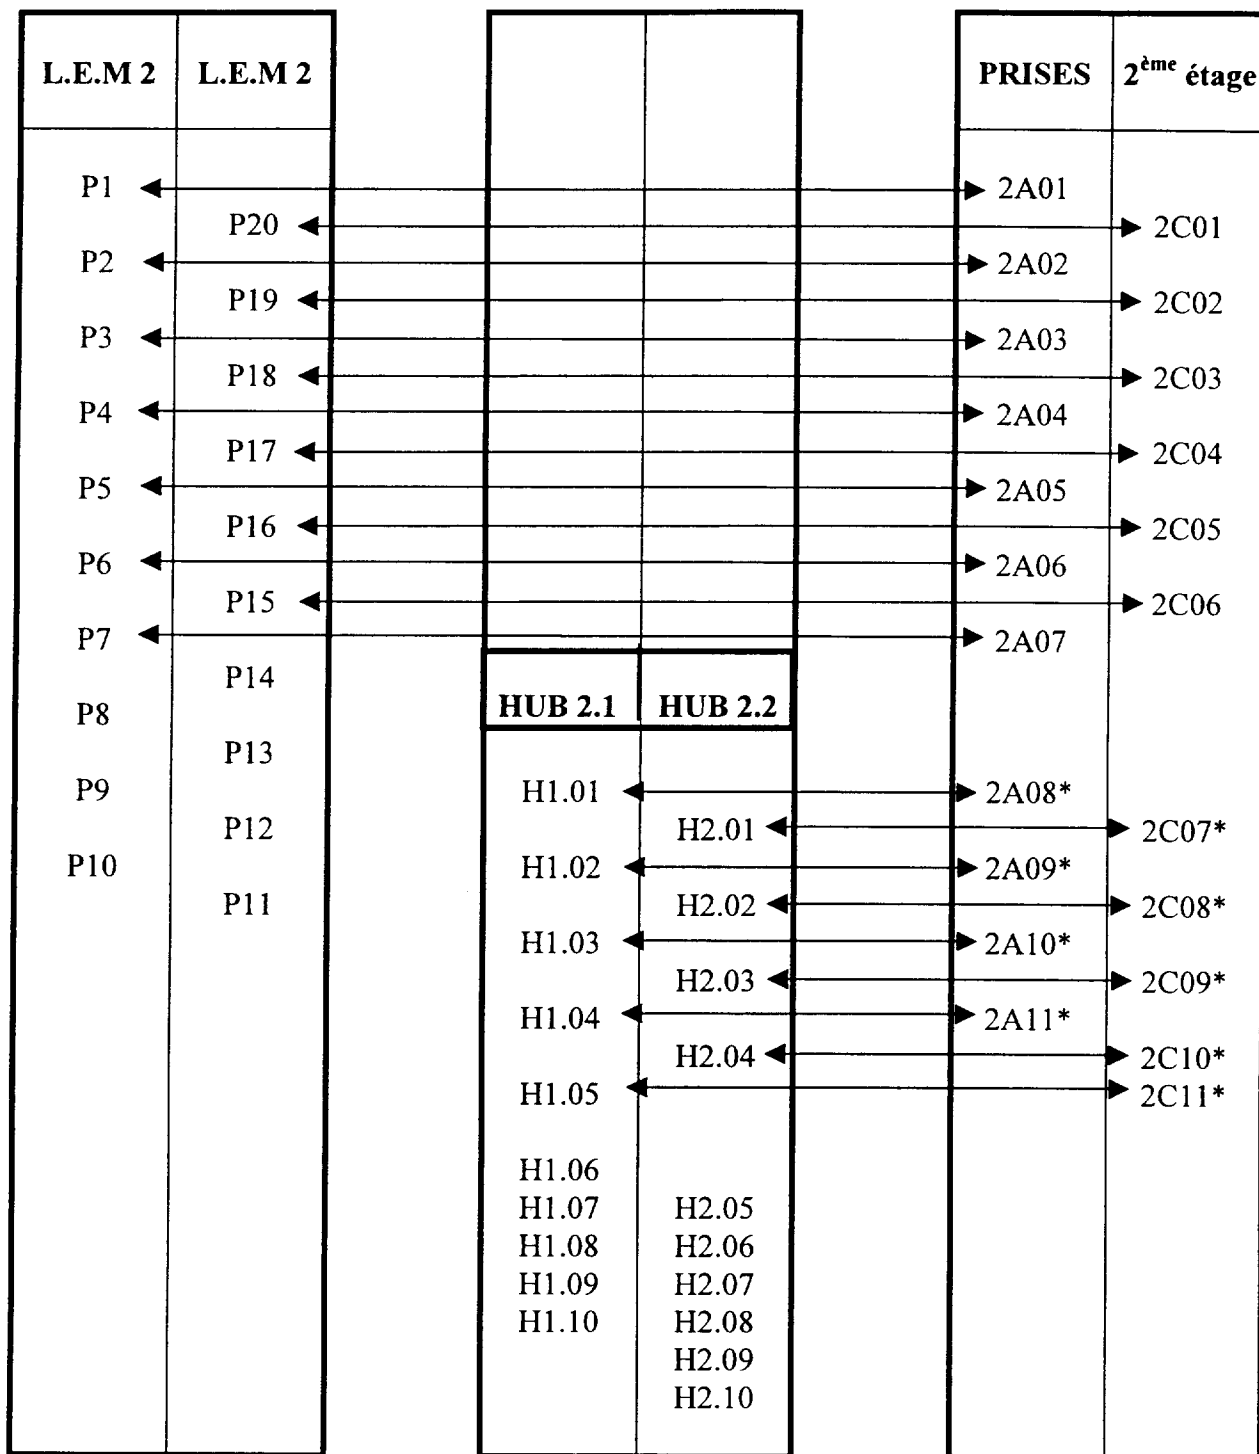 L.E.M 2 L.E.M 2 PRISES 2ème étage
P1 2A01
P20 2C01
P2 2A02
P19 2C02
P3 2A03
P18 2C03
P4 2A04
P17 2C04
P5 2A05
P16 2C05
P6 2A06
P15 2C06
P7 2A07
P14
HUB 2.1 HUB 2.2
P8
P13
P9 H1.01 2A08*
P12 H2.01 2C07*
P10 H1.02 2A09*
P11 H2.02 2C08*
H1.03 2A10*
H2.03 2C09*
H1.04 2A11*
H2.04 2C10*
H1.05 2C11*
H1.06
H1.07 H2.05
H1.08 H2.06
H1.09 H2.07
H1.10 H2.08
H2.09
H2.10